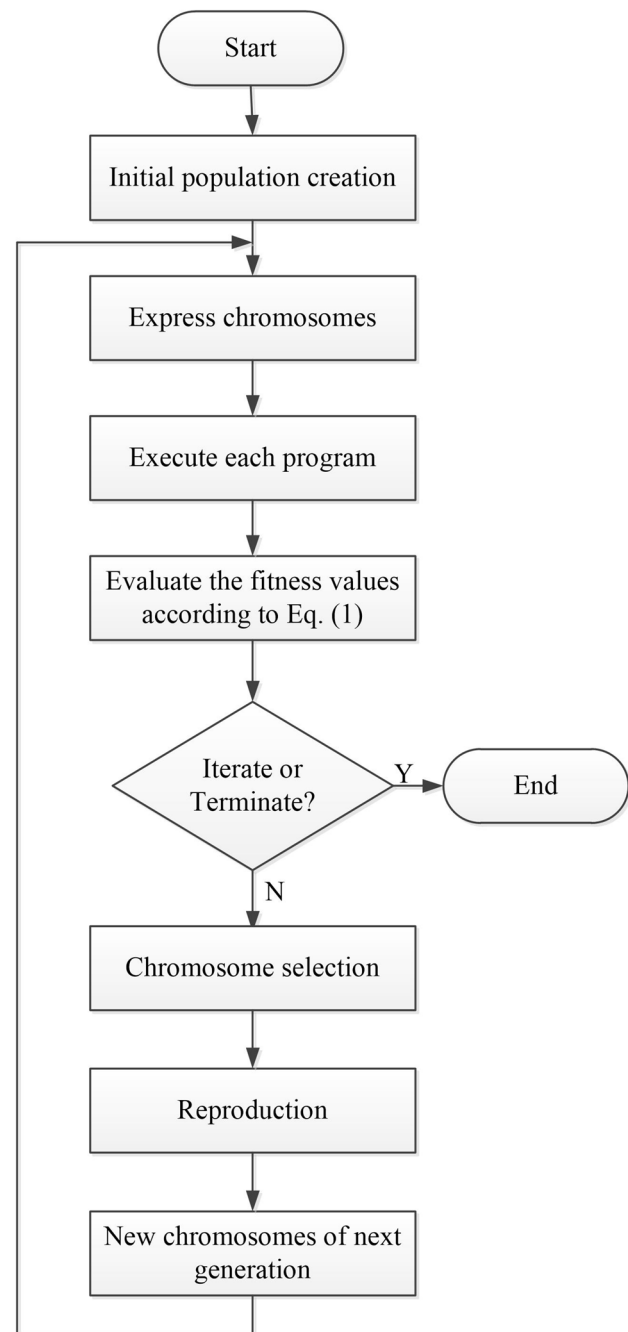 Start
Initial population creation
Express chromosomes
Execute each program
Evaluate the fitness values
according to Eq. (1)
Iterate or
Terminate?
Y
End
N
Chromosome selection
Reproduction
New chromosomes of next
generation